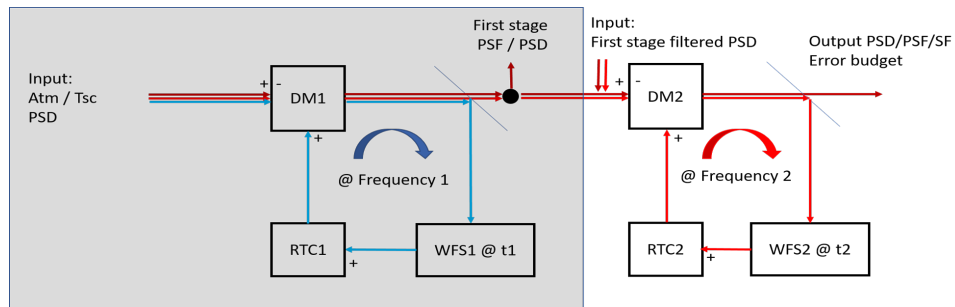 First stage
PSF / PSD
Input:
First stage filtered PSD
Output PSD/PSF/SF
Error budget
Input:
Atm / Tsc
PSD
+
-
DM1
+
-
DM2
+
+
@ Frequency 1
@ Frequency 2
RTC1
+
WFS1 @ t1
RTC2
+
WFS2 @ t2